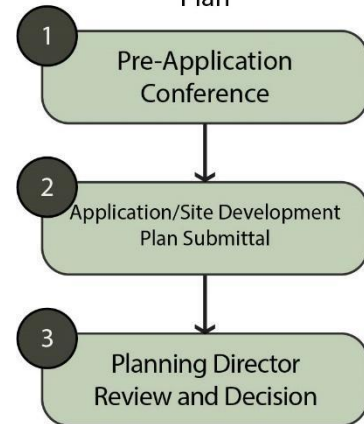 Plan
1
Pre-Application
Conference
2
Application/Site Development
Plan Submittal
3
Planning Director
Review and Decision